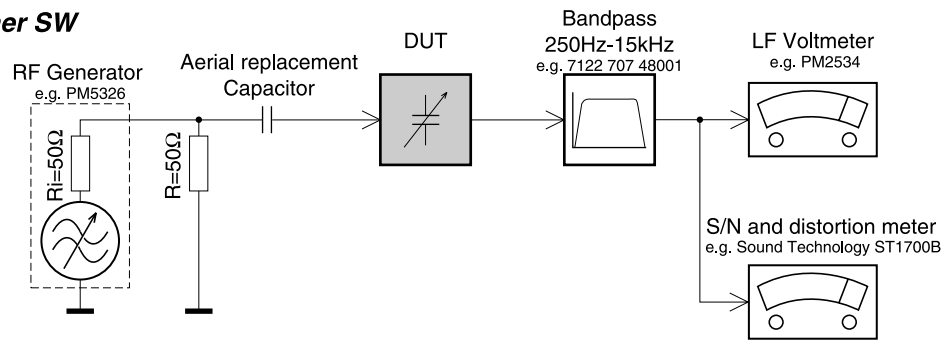 SW
RF Generator
e.g. PM5326
Ri=50Ω
R=50Ω
Aerial replacement
Capacitor
DUT
Bandpass
250Hz-15kHz
e.g. 7122 707 48001
LF Voltmeter
e.g. PM2534
S/N and distortion meter
e.g. Sound Technology ST1700B